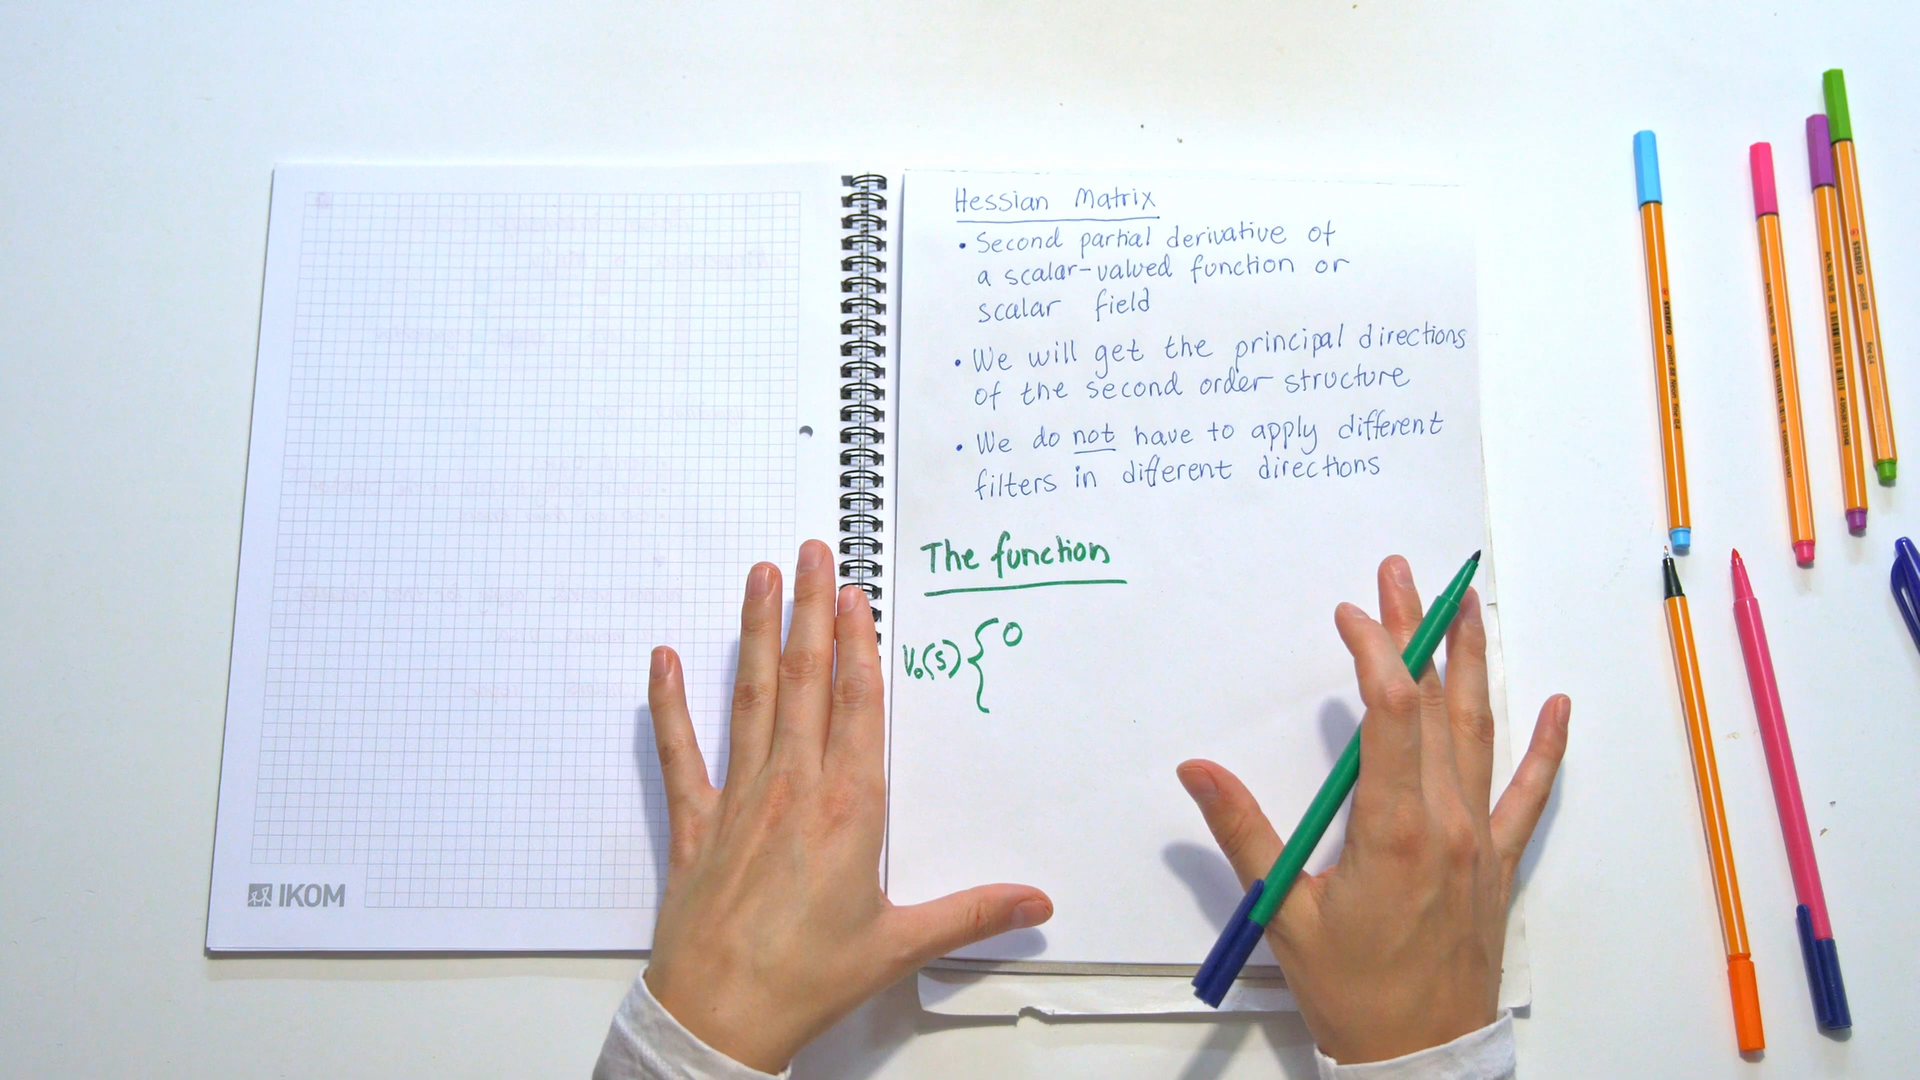 Hessian Matrix
• Second partial derivative of
a scalar-valued function or
scalar field
• We will get the principal directions
of the second order structure
• We do not have to apply different
filters in different directions
The function
V₀(s) { 0
IKOM
STABILO
STABILO